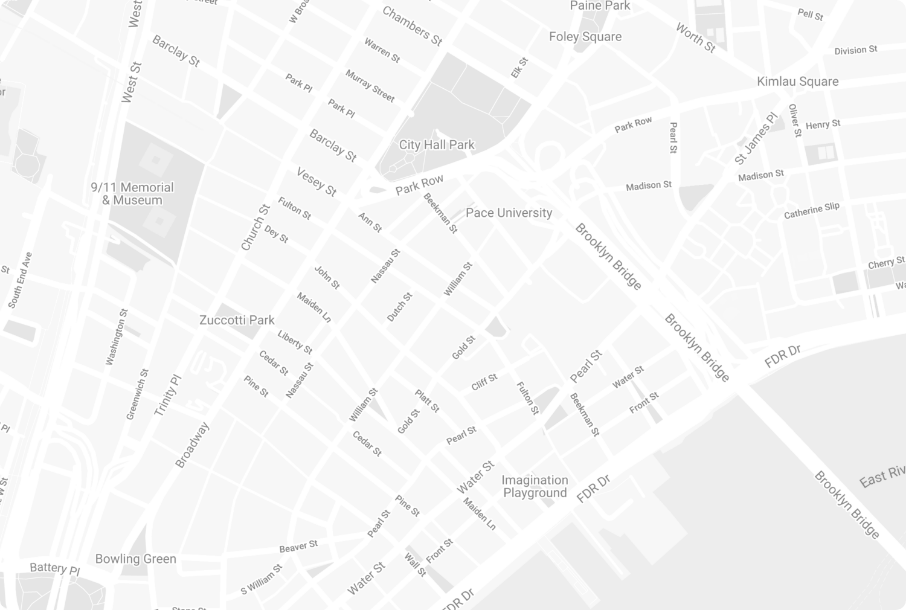 Paine Park
Pell St
West St
W Bro
Chambers St
Foley Square
Worth St
Barclay St
Warren St
Division St
Elk St
Kimlau Square
West St
Park Pl
Murray Street
Park Pl
Park Row
Oliver St
Henry St
Pearl St
St James Pl
Barclay St
City Hall Park
Vesey St
Park Row
Madison St
Madison St
9/11 Memorial
& Museum
Fulton St
Ann St
Beekman St
Pace University
Catherine Slip
Church St
Dey St
Brooklyn Bridge
Nassau St
William St
Cherry St
South End Ave
John St
Maiden Ln
Dutch St
Zuccotti Park
Washington St
Liberty St
Gold St
Brooklyn Bridge
FDR Dr
Cedar St
Pearl St
Pine St
Nassau St
Cliff St
Water St
Greenwich St
Trinity Pl
William St
Platt St
Fulton St
Beekman St
Front St
Gold St
Broadway
Cedar St
Pearl St
Water St
Imagination
Playground
FDR Dr
East Riv
Brooklyn Bridge
Pine St
Maiden Ln
Pearl St
Beaver St
Bowling Green
Front St
Wall St
Battery Pl
S William St
Water St
FDR Dr